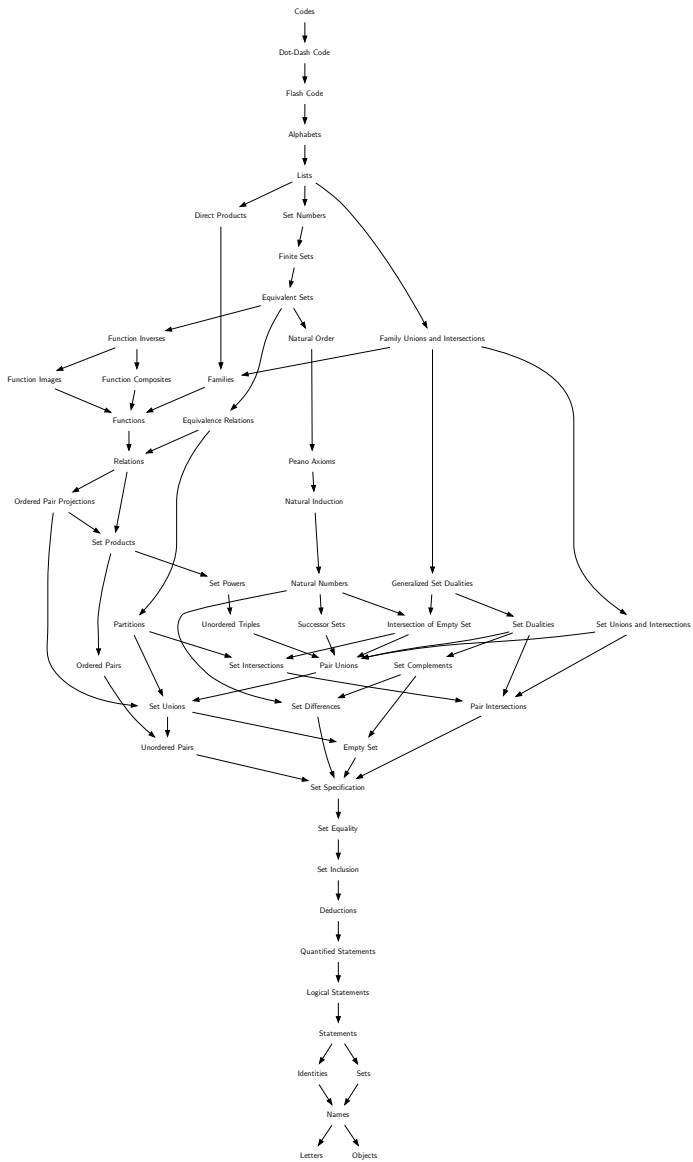 Codes
Dot-Dash Code
Flash Code
Alphabets
Lists
Direct Products
Set Numbers
Finite Sets
Equivalent Sets
Function Inverses
Natural Order
Family Unions and Intersections
Function Images
Function Composites
Families
Functions
Equivalence Relations
Relations
Peano Axioms
Ordered Pair Projections
Natural Induction
Set Products
Set Powers
Natural Numbers
Generalized Set Dualities
Partitions
Unordered Triples
Successor Sets
Intersection of Empty Set
Set Dualities
Set Unions and Intersections
Ordered Pairs
Set Intersections
Pair Unions
Set Complements
Set Unions
Set Differences
Pair Intersections
Unordered Pairs
Empty Set
Set Specification
Set Equality
Set Inclusion
Deductions
Quantified Statements
Logical Statements
Statements
Identities
Sets
Names
Letters
Objects